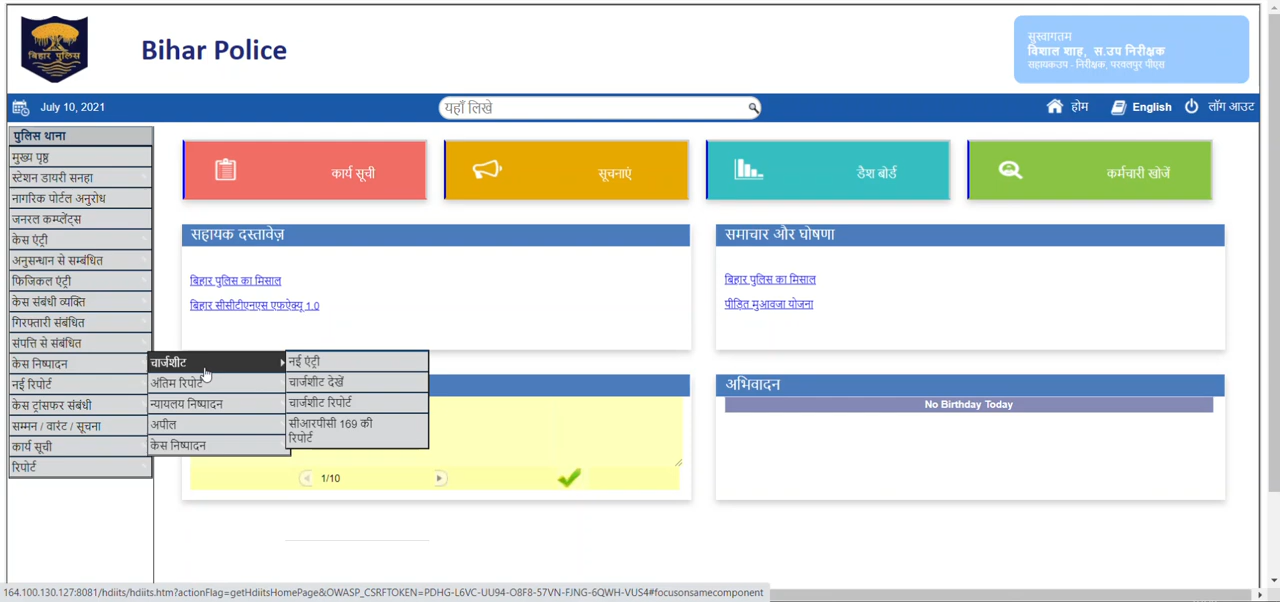 बिहार पुलिस
Bihar Police
सुस्वागतम
विशाल शाह, स.उप निरीक्षक
सहायकउप - निरीक्षक, परवलपुर पीएस
July 10, 2021
यहाँ लिखे
होम
English
लॉग आउट
पुलिस थाना
मुख्य पृष्ठ
स्टेशन डायरी सनहा
नागरिक पोर्टल अनुरोध
जनरल कम्प्लेंट्स
केस एंट्री
अनुसन्धान से सम्बंधित
फिजिकल एंट्री
केस संबंधी व्यक्ति
गिरफ्तारी संबंधित
संपत्ति से संबंधित
केस निष्पादन
नई रिपोर्ट
केस ट्रांसफर संबंधी
सम्मन / वारंट / सूचना
कार्य सूची
रिपोर्ट
चार्जशीट
अंतिम रिपोर्ट
न्यायलय निष्पादन
अपील
केस निष्पादन
नई एंट्री
चार्जशीट देखें
चार्जशीट रिपोर्ट
सीआरपीसी 169 की
रिपोर्ट
कार्य सूची
सूचनाएं
डैश बोर्ड
कर्मचारी खोजें
सहायक दस्तावेज़
बिहार पुलिस का मिसाल
बिहार सीसीटीएनएस एफऐक्यू 1.0
समाचार और घोषणा
बिहार पुलिस का मिसाल
पीड़ित मुआवजा योजना
1/10
अभिवादन
No Birthday Today
164.100.130.127:8081/hdiits/hdiits.htm?actionFlag=getHdiitsHomePage&OWASP_CSRFTOKEN=PDHG-L6VC-UU94-O8F8-57VN-FJNG-6QWH-VUS4#focusonsamecomponent